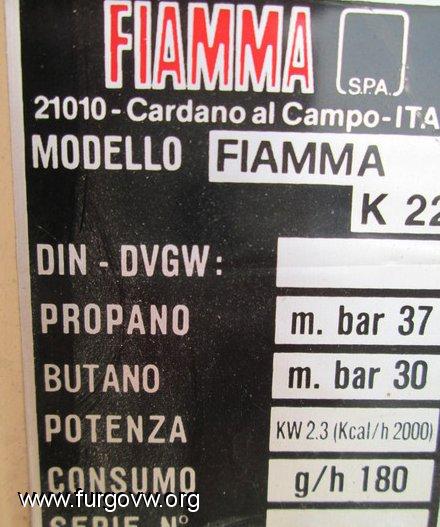 FIAMMA S.P.A.
21010 - Cardano al Campo - ITA
MODELLO FIAMMA
K 22
DIN - DVGW:
PROPANO m. bar 37
BUTANO m. bar 30
POTENZA KW 2.3 (Kcal/h 2000)
CONSUMO g/h 180
www.furgovw.org
SERIE N°